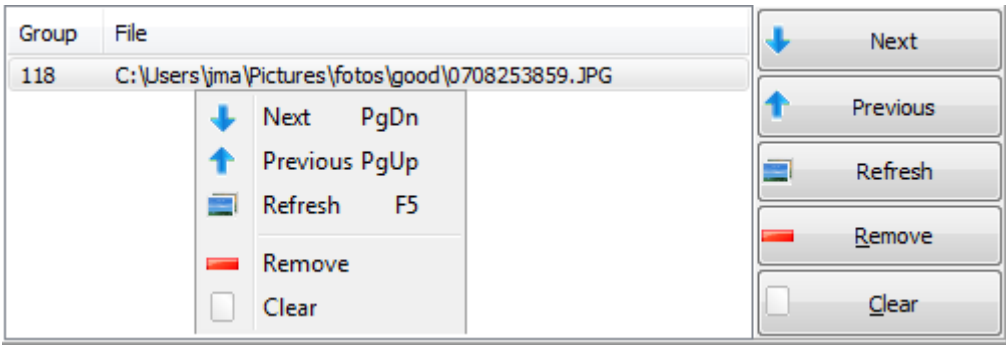 Group File
118 C:\Users\jma\Pictures\fotos\good\0708253859.JPG
Next PgDn
Previous PgUp
Refresh F5
Remove
Clear
Next
Previous
Refresh
Remove
Clear